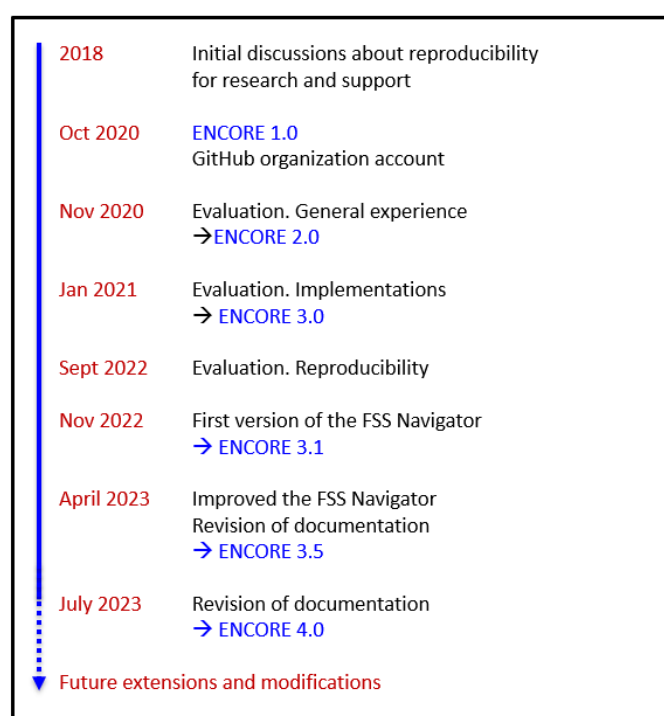 2018 Initial discussions about reproducibility
for research and support
Oct 2020 ENCORE 1.0
GitHub organization account
Nov 2020 Evaluation. General experience
→ENCORE 2.0
Jan 2021 Evaluation. Implementations
→ ENCORE 3.0
Sept 2022 Evaluation. Reproducibility
Nov 2022 First version of the FSS Navigator
→ ENCORE 3.1
April 2023 Improved the FSS Navigator
Revision of documentation
→ ENCORE 3.5
July 2023 Revision of documentation
→ ENCORE 4.0
Future extensions and modifications